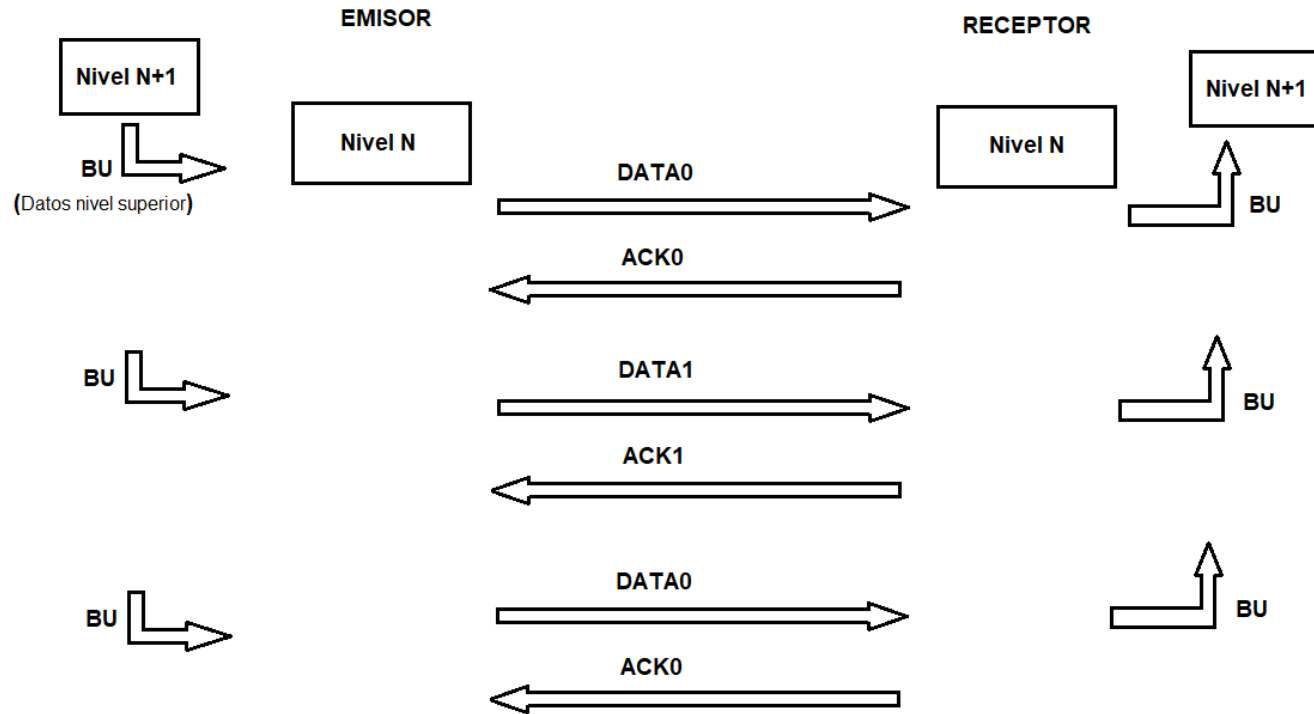 EMISOR
RECEPTOR
Nivel N+1
Nivel N+1
Nivel N
Nivel N
BU
DATA0
BU
(Datos nivel superior)
ACK0
BU
DATA1
BU
ACK1
BU
DATA0
BU
ACK0